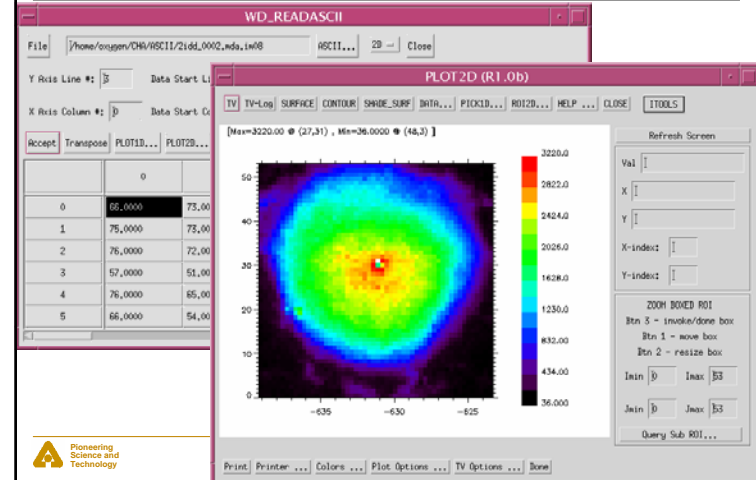 WD_READASCII
File /home/oxygen/CHA/ASCII/2idd_0002.mda.im08 ASCII... 2D Close
Y Axis Line #: Data Start Li
X Axis Column #: 0 Data Start Co
Accept Transpose PLOT1D... PLOT2D...
0
0 66.0000 73.00
1 75.0000 73.00
2 76.0000 72.00
3 57.0000 51.00
4 76.0000 65.00
5 66.0000 54.00
PLOT2D (R1.0b)
TV TV-Log SURFACE CONTOUR SHADE_SURF DATA... PICK1D... ROI2D... HELP ... CLOSE ITOOLS
[Max=3220.00 @ (27,31) , Min=36.0000 @ (48,3) ]
50
40
30
20
10
0
-635 -630 -625
3220.0
2822.0
2424.0
2026.0
1628.0
1230.0
832.00
434.00
36.000
Refresh Screen
Val
X
Y
X-index:
Y-index:
ZOOM BOXED ROI
Btn 3 - invoke/done box
Btn 1 - move box
Btn 2 - resize box
Imin 0 Imax 53
Jmin 0 Jmax 53
Query Sub ROI...
Print Printer ... Colors ... Plot Options ... TV Options ... Done
Pioneering
Science and
Technology